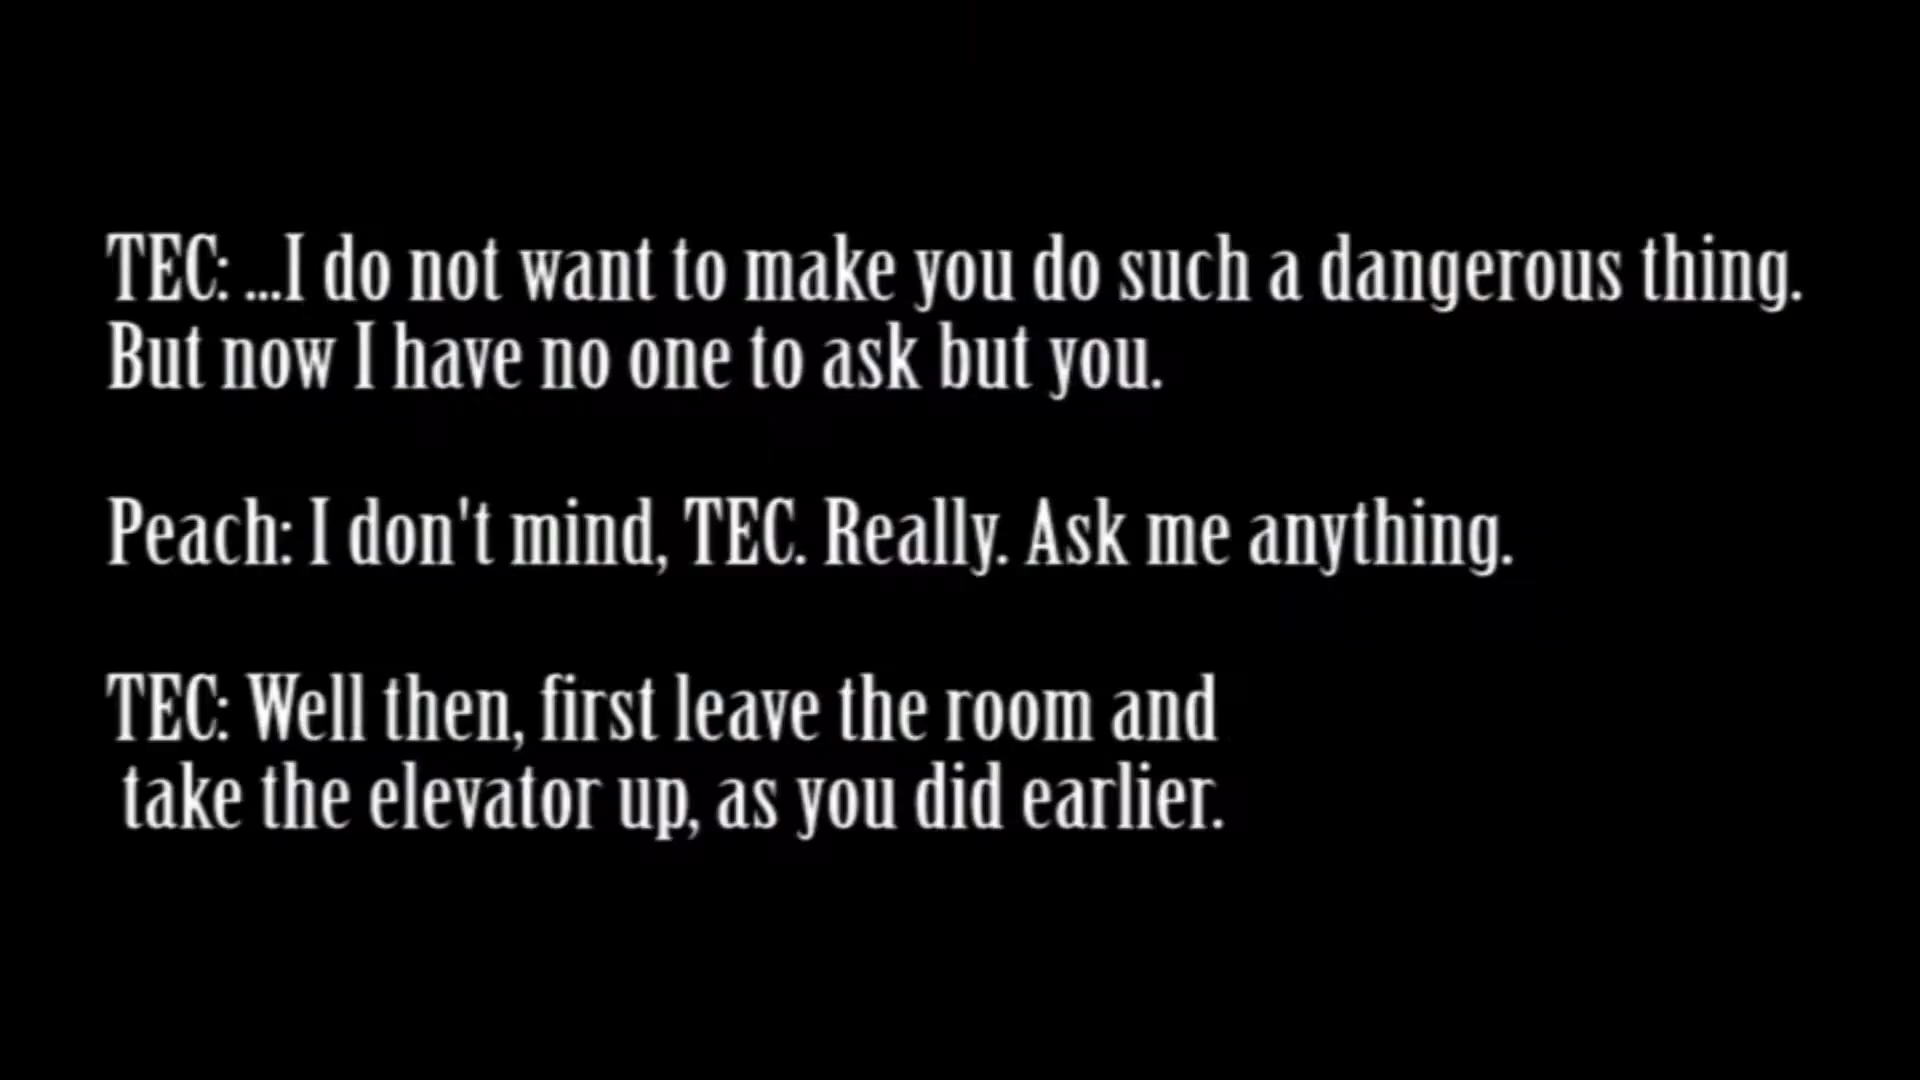 TEC: ...I do not want to make you do such a dangerous thing.
But now I have no one to ask but you.
Peach: I don't mind, TEC. Really. Ask me anything.
TEC: Well then, first leave the room and
take the elevator up, as you did earlier.